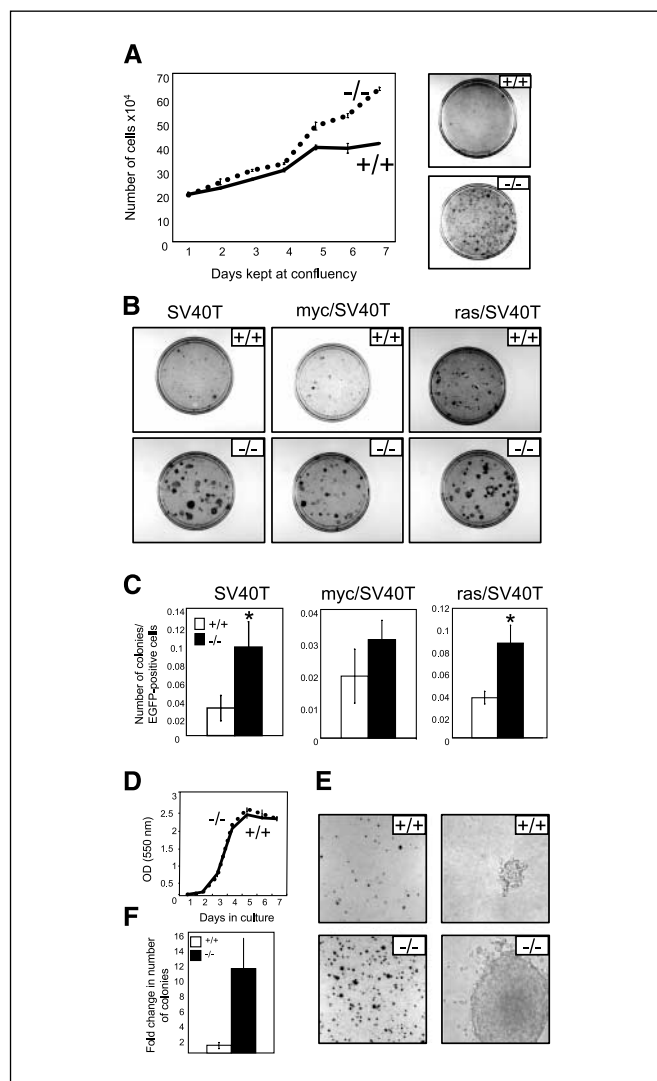 A
Number of cells x10⁴
70
60
50
40
30
20
10
0
1 2 3 4 5 6 7
Days kept at confluency
-/-
+/+
+/+
-/-
B
SV40T myc/SV40T ras/SV40T
+/+ +/+ +/+
-/- -/- -/-
C
SV40T myc/SV40T ras/SV40T
Number of colonies/
EGFP-positive cells
0.14
0.12
0.1
0.08
0.06
0.04
0.02
0
+/+
-/-
*
0.04
0.03
0.02
0.01
0
0.12
0.1
0.08
0.06
0.04
0.02
0
*
D
OD (550 nm)
3
2.5
2
1.5
1
0.5
1 2 3 4 5 6 7
Days in culture
-/-
+/+
E
+/+ +/+
-/- -/-
F
Fold change in number
of colonies
16
14
12
10
8
6
4
2
+/+
-/-